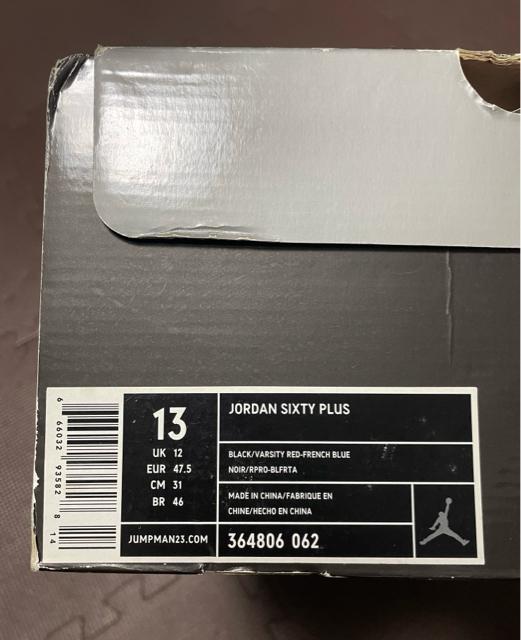 13
UK 12
EUR 47.5
CM 31
BR 46
JUMPMAN23.COM
JORDAN SIXTY PLUS
BLACK/VARSITY RED-FRENCH BLUE
NOIR/RPRO-BLFRTA
MADE IN CHINA/FABRIQUE EN
CHINE/HECHO EN CHINA
364806 062
6 66032 93582 8 14